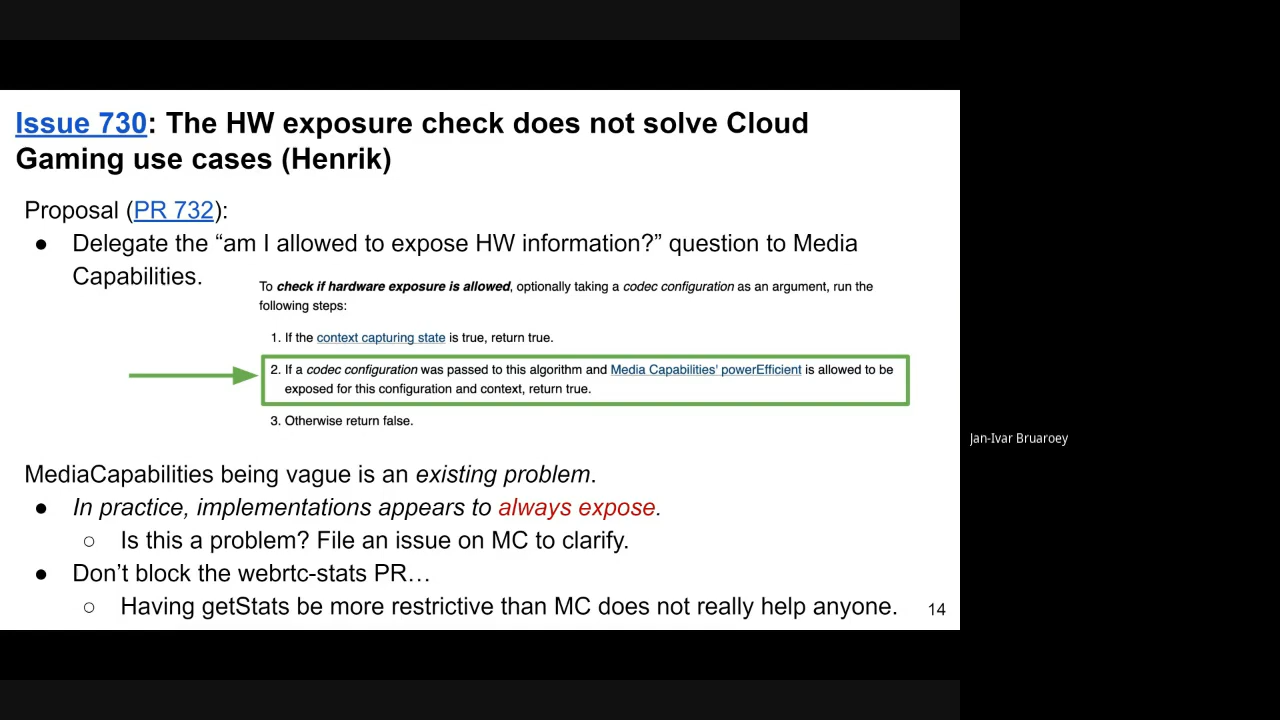 Issue 730: The HW exposure check does not solve Cloud
Gaming use cases (Henrik)
Proposal (PR 732):
● Delegate the “am I allowed to expose HW information?” question to Media
Capabilities.
To check if hardware exposure is allowed, optionally taking a codec configuration as an argument, run the
following steps:
1. If the context capturing state is true, return true.
2. If a codec configuration was passed to this algorithm and Media Capabilities' powerEfficient is allowed to be
exposed for this configuration and context, return true.
3. Otherwise return false.
Jan-Ivar Bruaroey
MediaCapabilities being vague is an existing problem.
● In practice, implementations appears to always expose.
○ Is this a problem? File an issue on MC to clarify.
● Don’t block the webrtc-stats PR…
○ Having getStats be more restrictive than MC does not really help anyone.
14